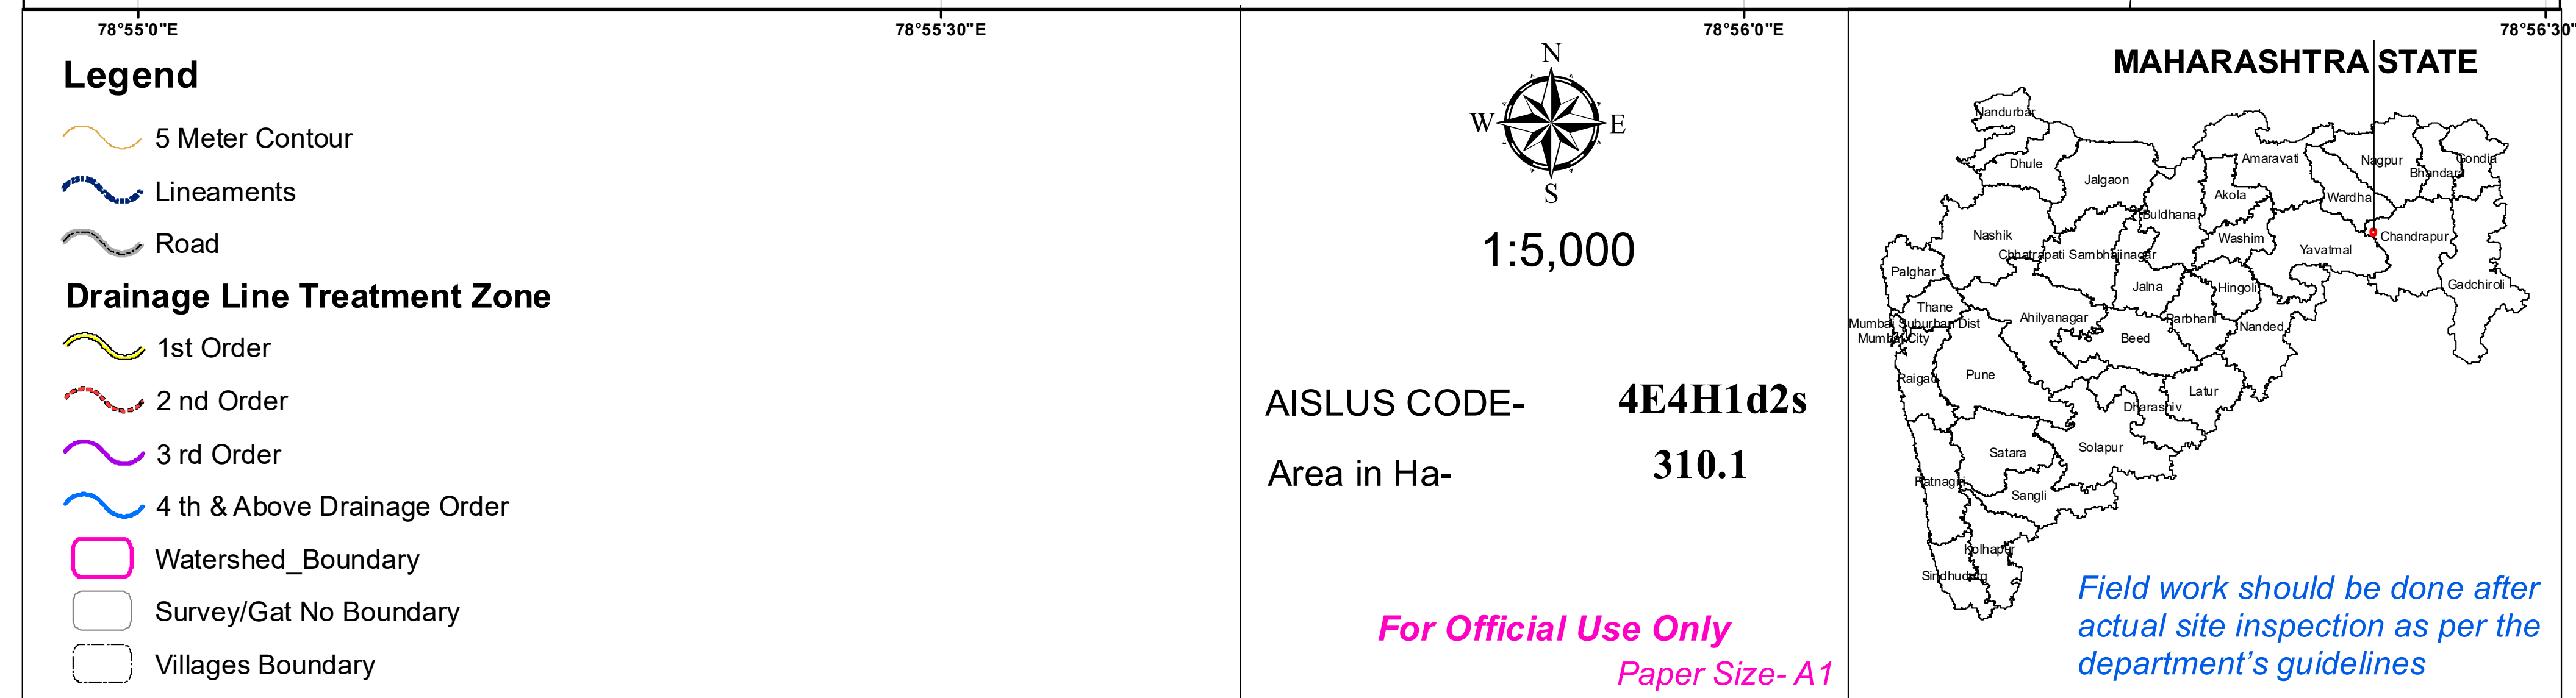 78°55'0"E
78°55'30"E
78°56'0"E
78°56'30"
Legend
5 Meter Contour
Lineaments
Road
Drainage Line Treatment Zone
1st Order
2 nd Order
3 rd Order
4 th & Above Drainage Order
Watershed_Boundary
Survey/Gat No Boundary
Villages Boundary
N
W
E
S
1:5,000
AISLUS CODE- 4E4H1d2s
Area in Ha- 310.1
For Official Use Only
Paper Size- A1
MAHARASHTRA STATE
Nandurbar
Dhule
Jalgaon
Amaravati
Nagpur
Gondia
Bhandara
Akola
Wardha
Buldhana
Nashik
Washim
Chandrapur
Yavatmal
Chhatrapati Sambhajinagar
Palghar
Jalna
Hingoli
Gadchiroli
Thane
Ahilyanagar
Parbhani
Mumbai Suburban Dist
Nanded
Mumbai City
Beed
Raigad
Pune
Latur
Dharashiv
Solapur
Satara
Ratnagiri
Sangli
Kolhapur
Sindhudurg
Field work should be done after
actual site inspection as per the
department’s guidelines